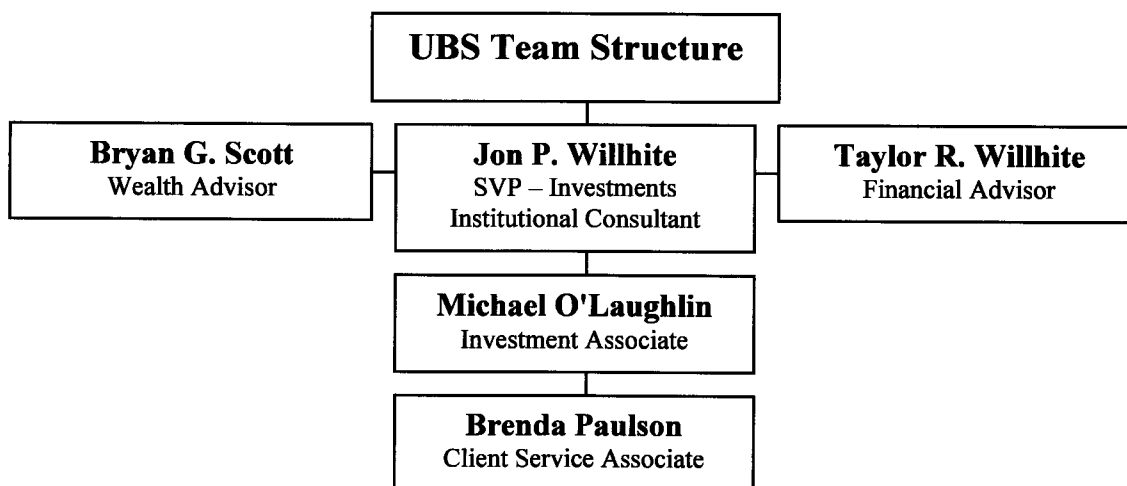 UBS Team Structure
Bryan G. Scott
Wealth Advisor
Jon P. Willhite
SVP – Investments
Institutional Consultant
Taylor R. Willhite
Financial Advisor
Michael O'Laughlin
Investment Associate
Brenda Paulson
Client Service Associate